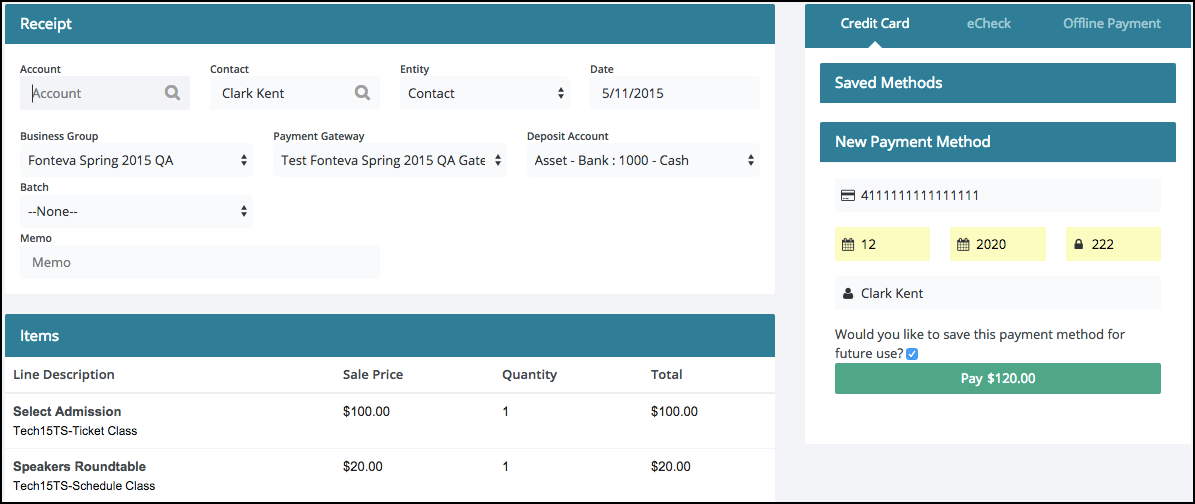 Receipt
Account Contact Entity Date
Account Clark Kent Contact 5/11/2015
Business Group Payment Gateway Deposit Account
Fonteva Spring 2015 QA Test Fonteva Spring 2015 QA Gate Asset - Bank : 1000 - Cash
Batch
--None--
Memo
Memo
Items
Line Description Sale Price Quantity Total
Select Admission $100.00 1 $100.00
Tech15TS-Ticket Class
Speakers Roundtable $20.00 1 $20.00
Tech15TS-Schedule Class
Credit Card eCheck Offline Payment
Saved Methods
New Payment Method
4111111111111111
12 2020 222
Clark Kent
Would you like to save this payment method for
future use?
Pay $120.00